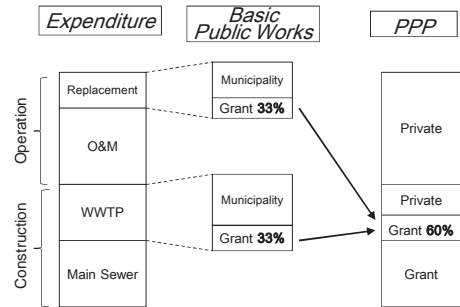 Expenditure
Basic
Public Works
PPP
Operation
Construction
Replacement
O&M
WWTP
Main Sewer
Municipality
Grant 33%
Municipality
Grant 33%
Private
Private
Grant 60%
Grant